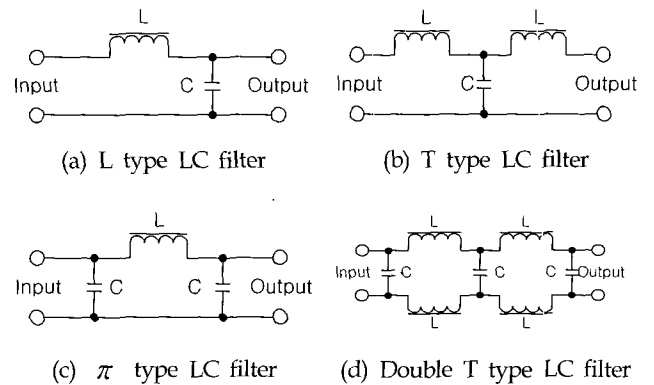 L
Input C Output
(a) L type LC filter
L L
Input C Output
(b) T type LC filter
L
Input C C Output
(c) π type LC filter
L L
Input C C C Output
L L
(d) Double T type LC filter